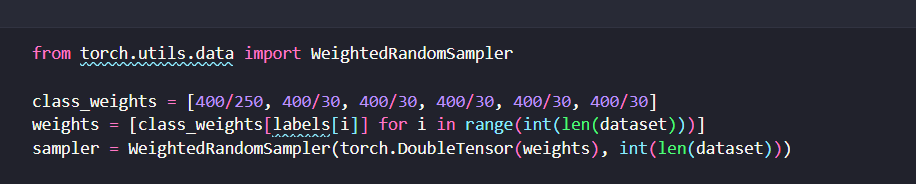 from torch.utils.data import WeightedRandomSampler
class_weights = [400/250, 400/30, 400/30, 400/30, 400/30, 400/30]
weights = [class_weights[labels[i]] for i in range(int(len(dataset)))]
sampler = WeightedRandomSampler(torch.DoubleTensor(weights), int(len(dataset)))